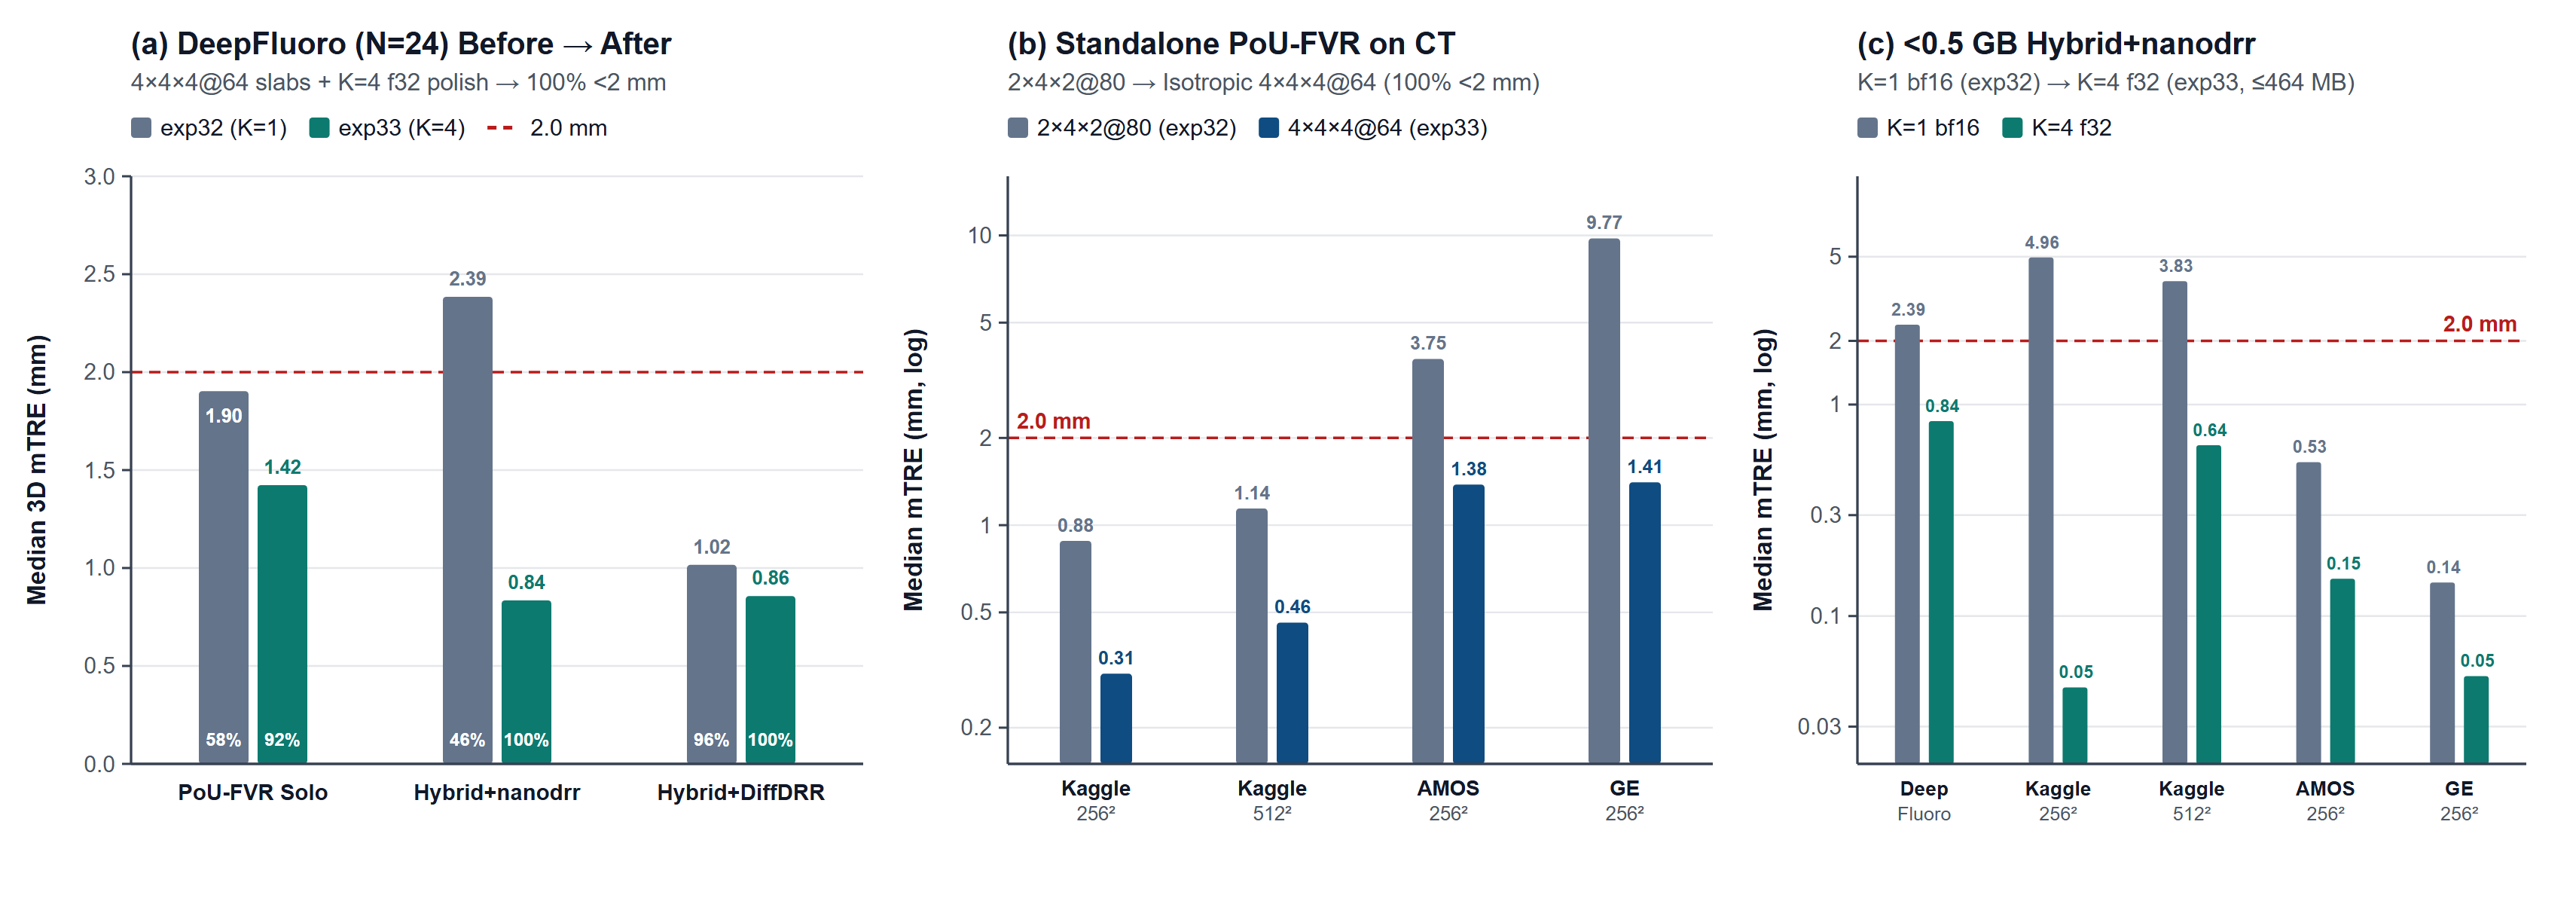 (a) DeepFluoro (N=24) Before → After
4×4×4@64 slabs + K=4 f32 polish → 100% <2 mm
exp32 (K=1) exp33 (K=4) 2.0 mm
Median 3D mTRE (mm)
3.0
2.5
2.0
1.5
1.0
0.5
0.0
1.90
1.42
2.39
0.84
1.02
0.86
58% 92% 46% 100% 96% 100%
PoU-FVR Solo Hybrid+nanodrr Hybrid+DiffDRR
(b) Standalone PoU-FVR on CT
2×4×2@80 → Isotropic 4×4×4@64 (100% <2 mm)
2×4×2@80 (exp32) 4×4×4@64 (exp33)
Median mTRE (mm, log)
10
5
2
1
0.5
0.2
2.0 mm
0.88
0.31
1.14
0.46
3.75
1.38
9.77
1.41
Kaggle Kaggle AMOS GE
256² 512² 256² 256²
(c) <0.5 GB Hybrid+nanodrr
K=1 bf16 (exp32) → K=4 f32 (exp33, ≤464 MB)
K=1 bf16 K=4 f32
Median mTRE (mm, log)
5
2
1
0.3
0.1
0.03
2.0 mm
2.39
0.84
4.96
0.05
3.83
0.64
0.53
0.15
0.14
0.05
Deep Kaggle Kaggle AMOS GE
Fluoro 256² 512² 256² 256²